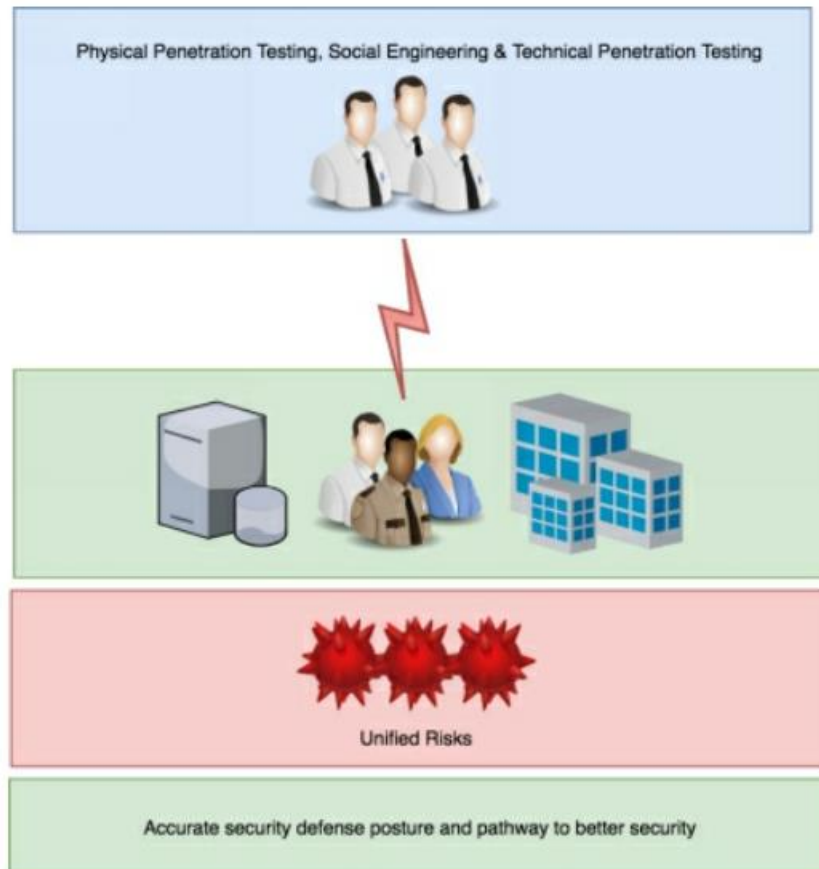 Physical Penetration Testing, Social Engineering & Technical Penetration Testing
Unified Risks
Accurate security defense posture and pathway to better security